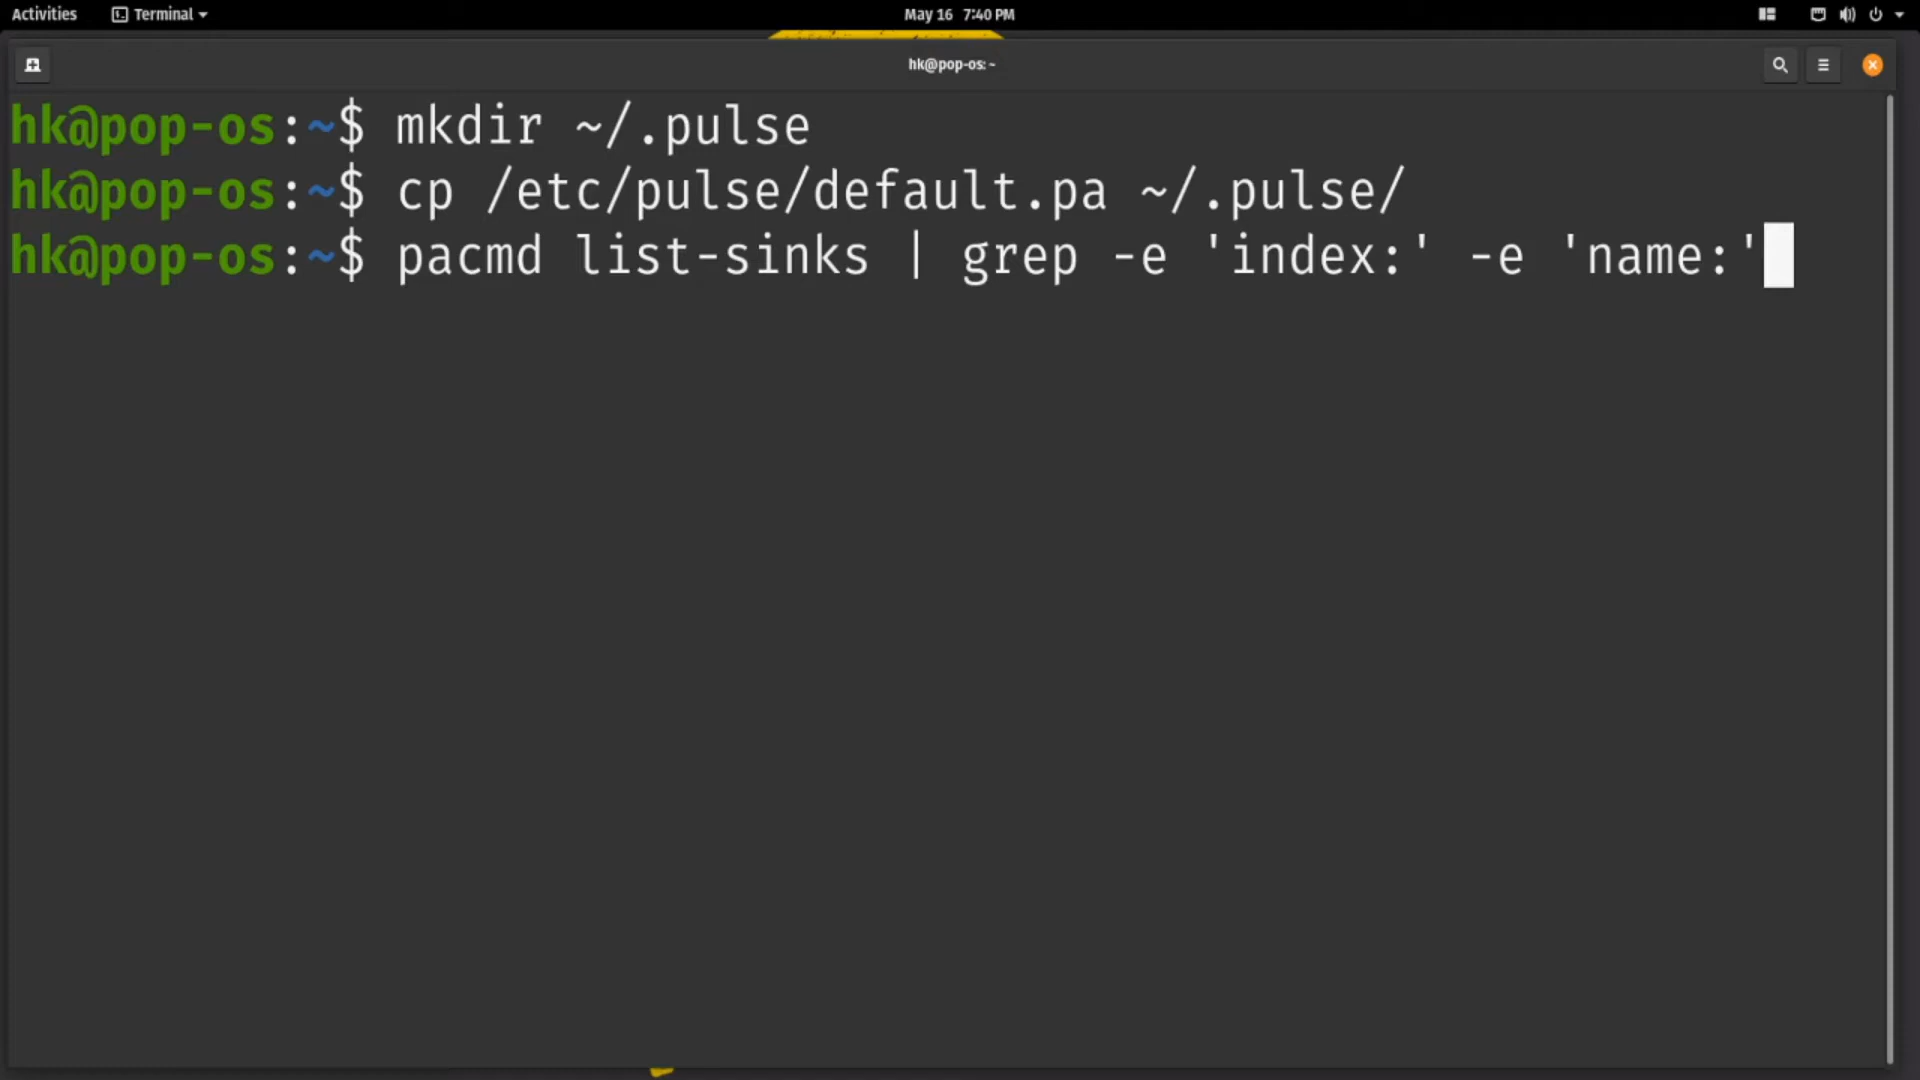 Activities Terminal May 16 7:40 PM
hk@pop-os: ~
hk@pop-os:~$ mkdir ~/.pulse
hk@pop-os:~$ cp /etc/pulse/default.pa ~/.pulse/
hk@pop-os:~$ pacmd list-sinks | grep -e 'index:' -e 'name:'